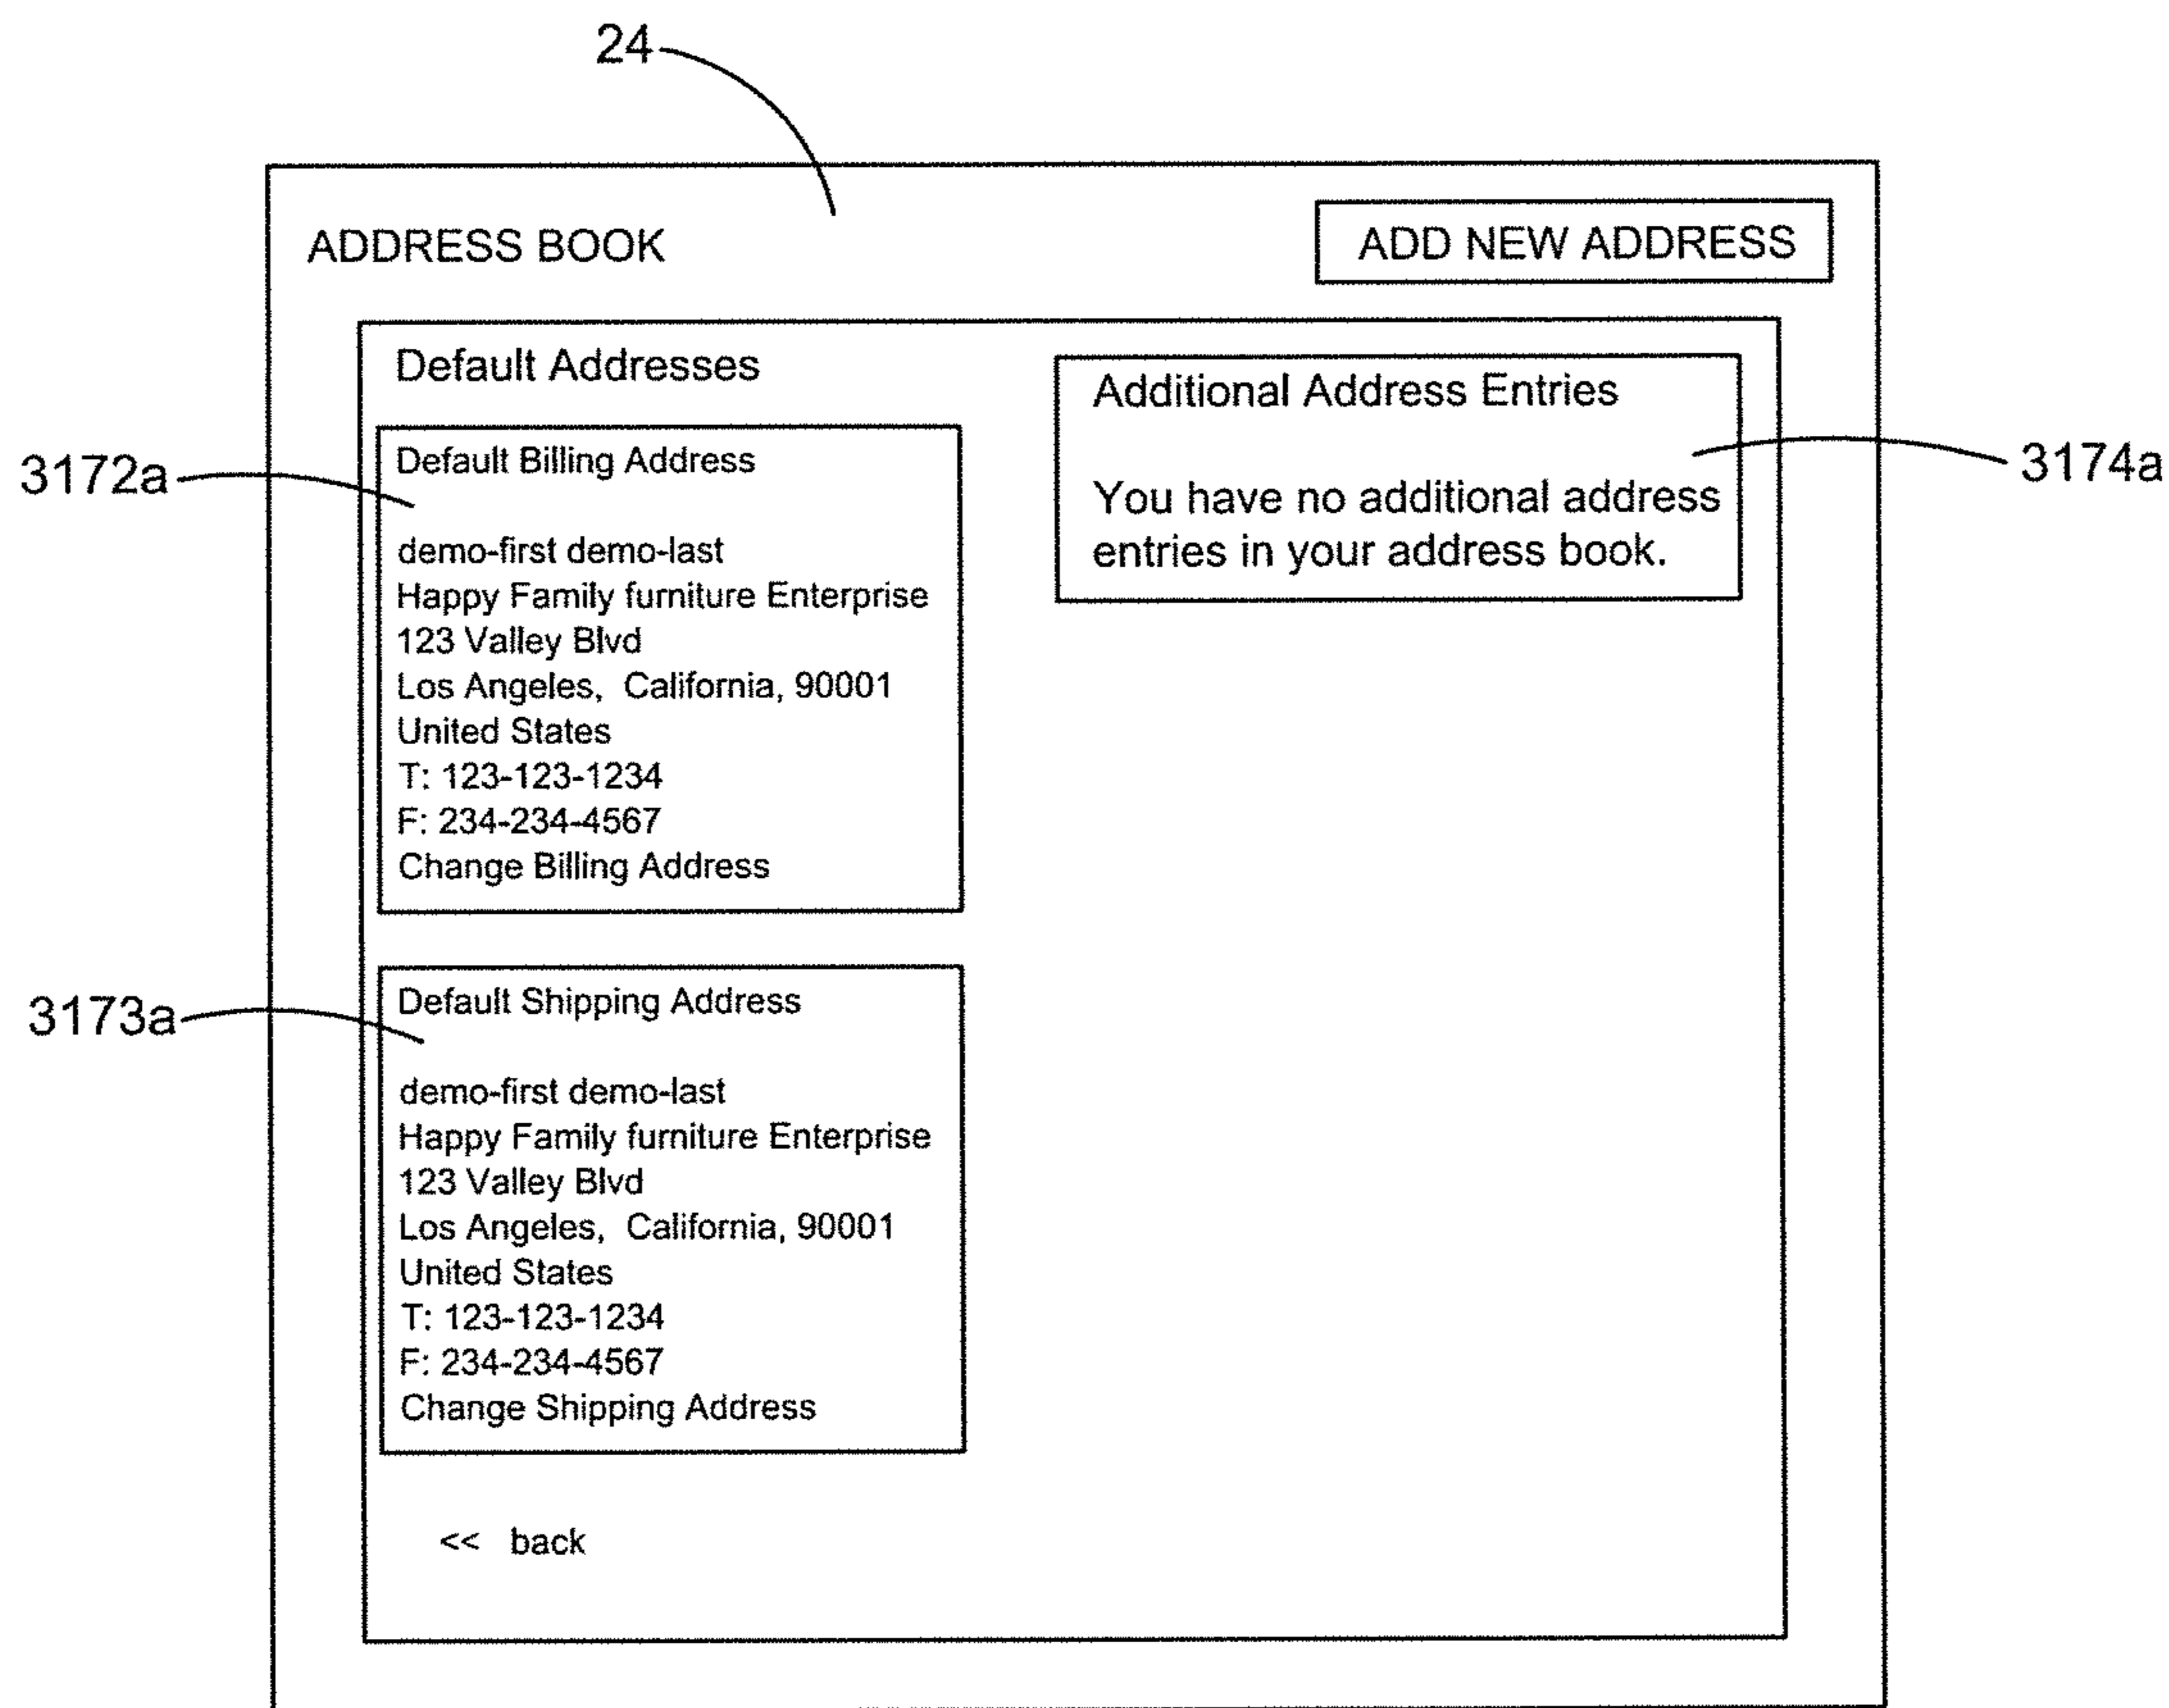 24
ADDRESS BOOK
ADD NEW ADDRESS
Default Addresses
3172a
Default Billing Address
demo-first demo-last
Happy Family furniture Enterprise
123 Valley Blvd
Los Angeles,  California, 90001
United States
T: 123-123-1234
F: 234-234-4567
Change Billing Address
Additional Address Entries
You have no additional address
entries in your address book.
3174a
3173a
Default Shipping Address
demo-first demo-last
Happy Family furniture Enterprise
123 Valley Blvd
Los Angeles,  California, 90001
United States
T: 123-123-1234
F: 234-234-4567
Change Shipping Address
<< back